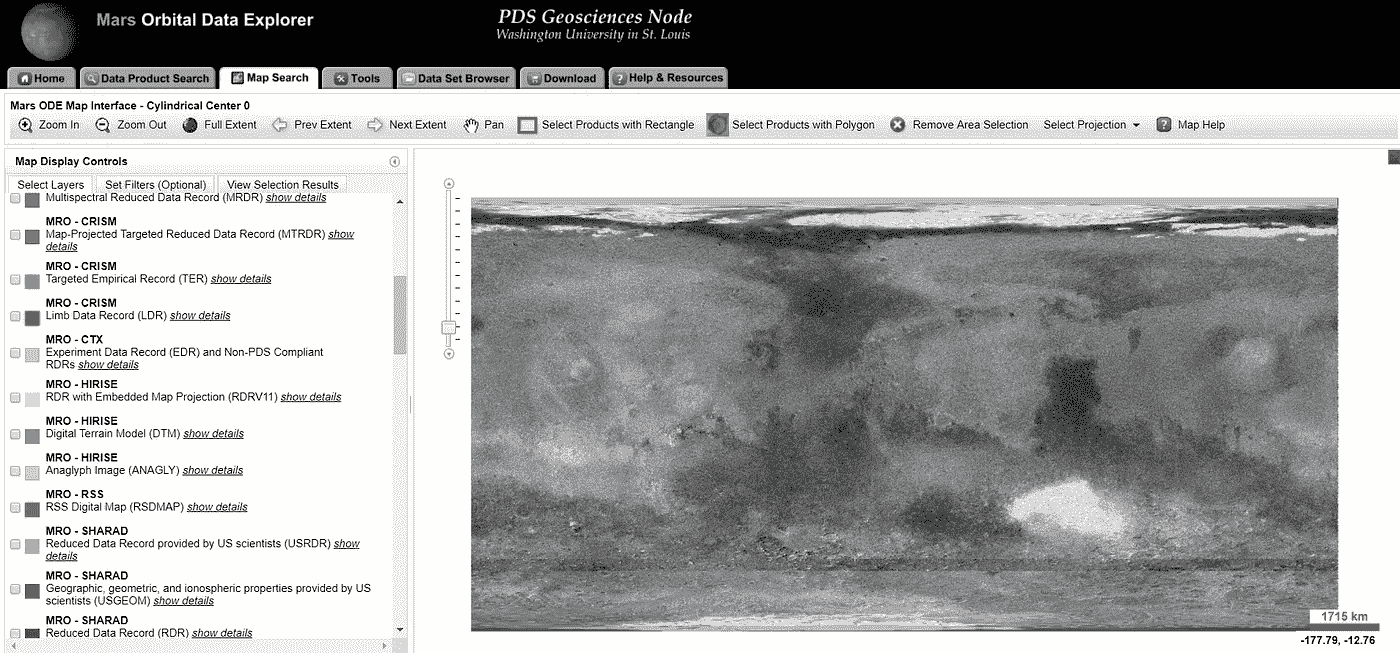 Mars Orbital Data Explorer
PDS Geosciences Node
Washington University in St. Louis
Home
Data Product Search
Map Search
Tools
Data Set Browser
Download
Help & Resources
Mars ODE Map Interface - Cylindrical Center 0
Zoom In
Zoom Out
Full Extent
Prev Extent
Next Extent
Pan
Select Products with Rectangle
Select Products with Polygon
Remove Area Selection
Select Projection
Map Help
Map Display Controls
Select Layers
Set Filters (Optional)
View Selection Results
Multispectral Reduced Data Record (MRDR) show details
MRO - CRISM
Map-Projected Targeted Reduced Data Record (MTRDR) show
details
MRO - CRISM
Targeted Empirical Record (TER) show details
MRO - CRISM
Limb Data Record (LDR) show details
MRO - CTX
Experiment Data Record (EDR) and Non-PDS Compliant
RDRs show details
MRO - HIRISE
RDR with Embedded Map Projection (RDRV11) show details
MRO - HIRISE
Digital Terrain Model (DTM) show details
MRO - HIRISE
Anaglyph Image (ANAGLY) show details
MRO - RSS
RSS Digital Map (RSDMAP) show details
MRO - SHARAD
Reduced Data Record provided by US scientists (USRDR) show
details
MRO - SHARAD
Geographic, geometric, and ionospheric properties provided by US
scientists (USGEOM) show details
MRO - SHARAD
Reduced Data Record (RDR) show details
1715 km
-177.79, -12.76